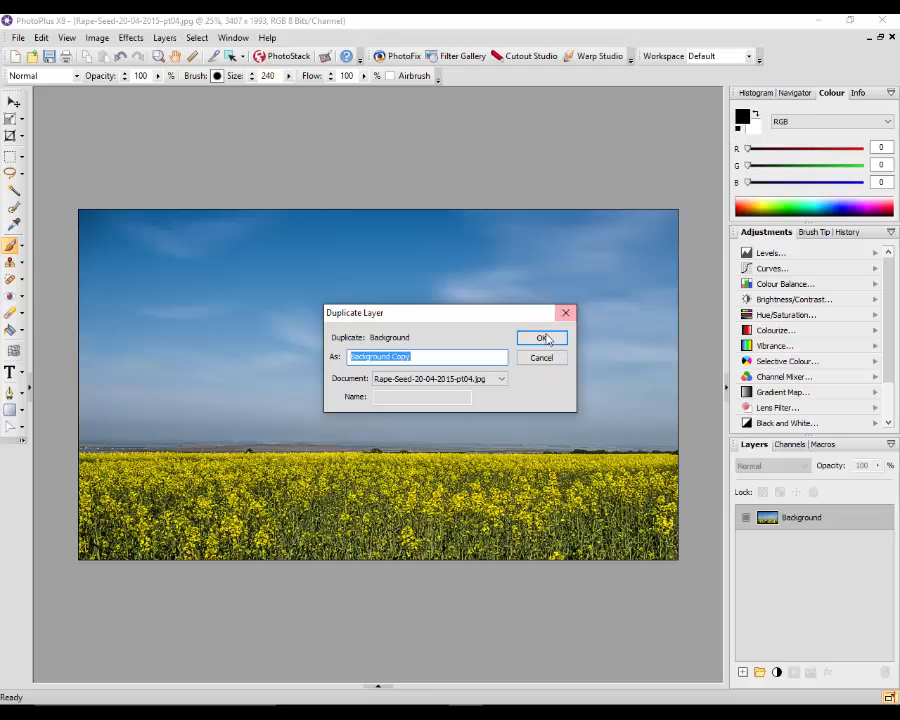 PhotoPlus X8 - [Rape-Seed-20-04-2015-pt04.jpg @ 25%, 3407 x 1993, RGB 8 Bits/Channel]
File Edit View Image Effects Layers Select Window Help
PhotoStack PhotoFix Filter Gallery Cutout Studio Warp Studio Workspace Default
Normal Opacity: 100 % Brush: Size: 240 Flow: 100 % Airbrush
Histogram Navigator Colour Info
RGB
R 0
G 0
B 0
Adjustments Brush Tip History
Levels...
Curves...
Colour Balance...
Brightness/Contrast...
Hue/Saturation...
Colourize...
Vibrance...
Selective Colour...
Channel Mixer...
Gradient Map...
Lens Filter...
Black and White...
Duplicate Layer
Duplicate: Background OK
As: Background Copy Cancel
Document: Rape-Seed-20-04-2015-pt04.jpg
Name:
Layers Channels Macros
Normal Opacity: 100 %
Lock:
Background
T
Ready